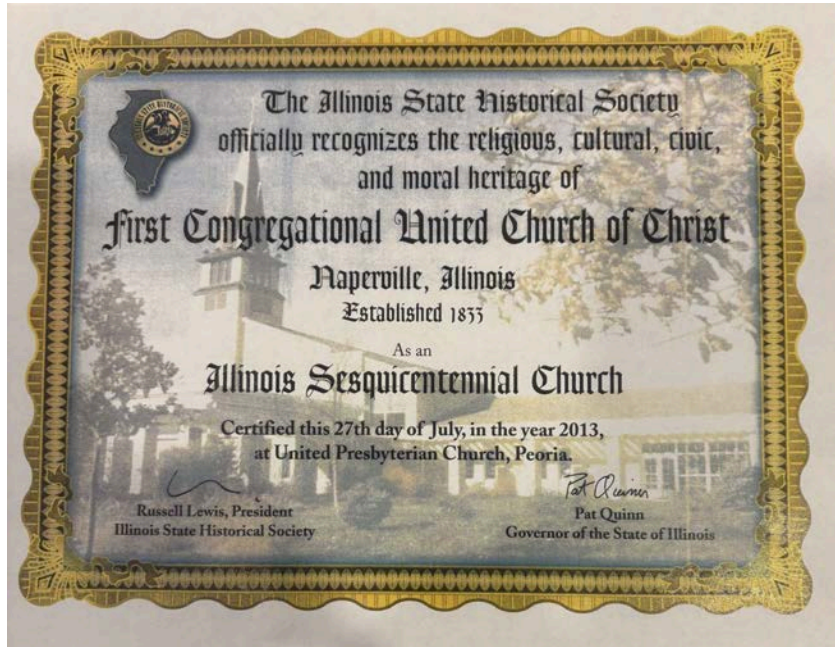 The Illinois State Historical Society
officially recognizes the religious, cultural, civic,
and moral heritage of
First Congregational United Church of Christ
Naperville, Illinois
Established 1833
As an
Illinois Sesquicentennial Church
Certified this 27th day of July, in the year 2013,
at United Presbyterian Church, Peoria.
Pat Quinn
Russell Lewis, President
Illinois State Historical Society
Pat Quinn
Governor of the State of Illinois